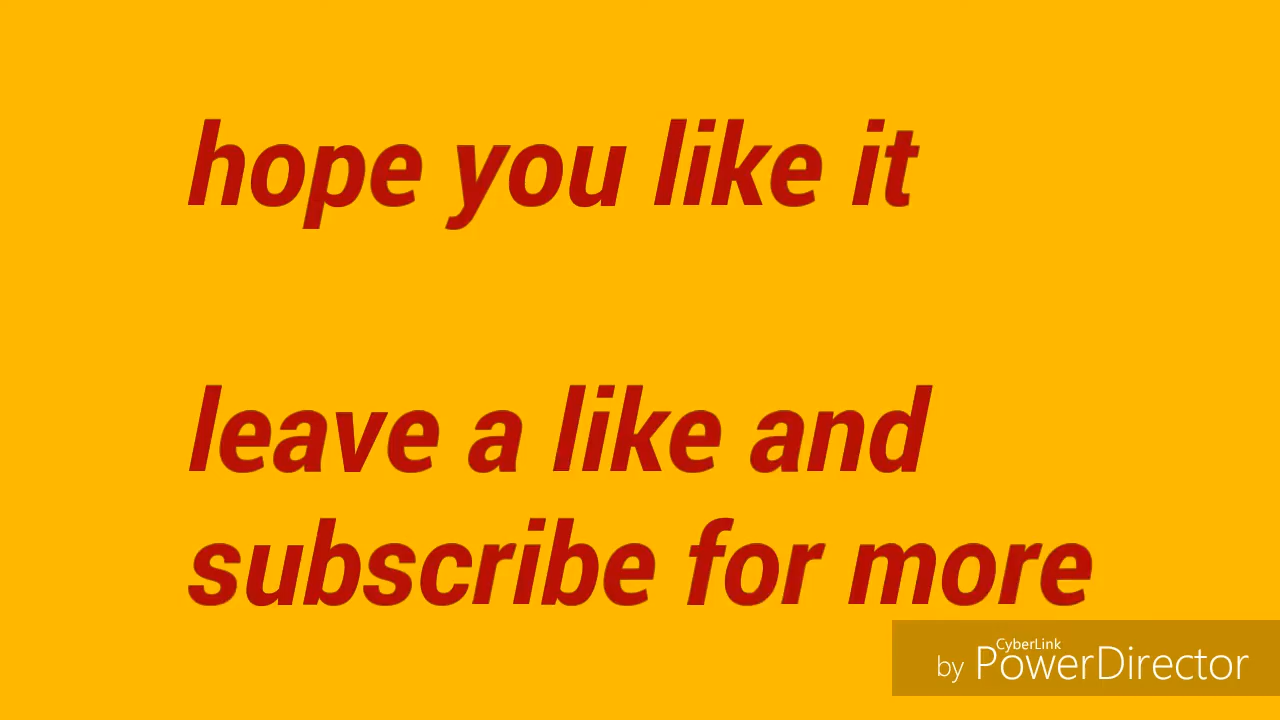 hope you like it
leave a like and
subscribe for more
CyberLink
by PowerDirector